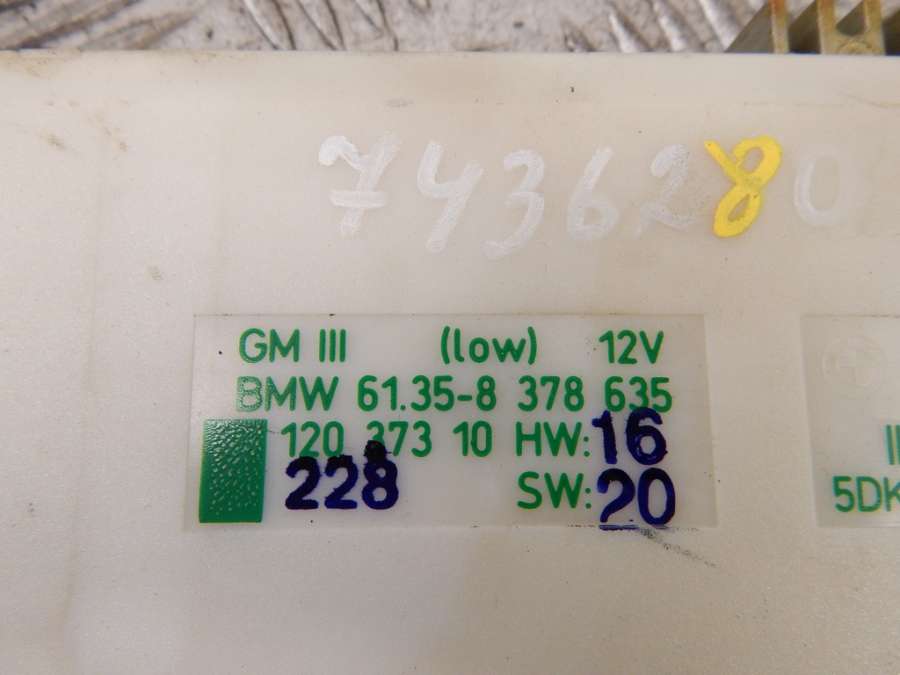 7436280
GM III (low) 12V
BMW 61.35-8 378 635
120 373 10 HW: 16
228 SW: 20
5DK